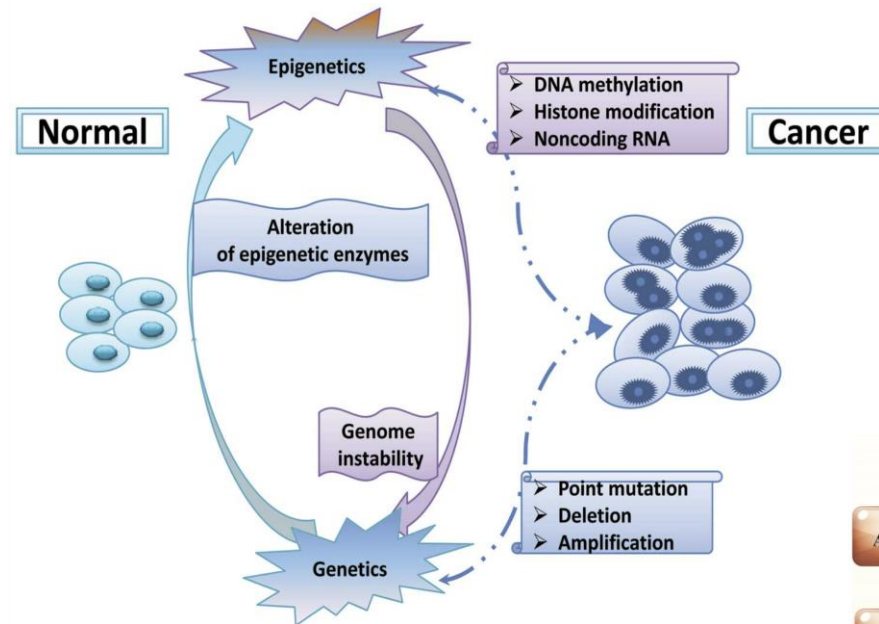 Epigenetics
➢ DNA methylation
➢ Histone modification
➢ Noncoding RNA
Normal
Cancer
Alteration
of epigenetic enzymes
Genome
instability
➢ Point mutation
➢ Deletion
➢ Amplification
Genetics